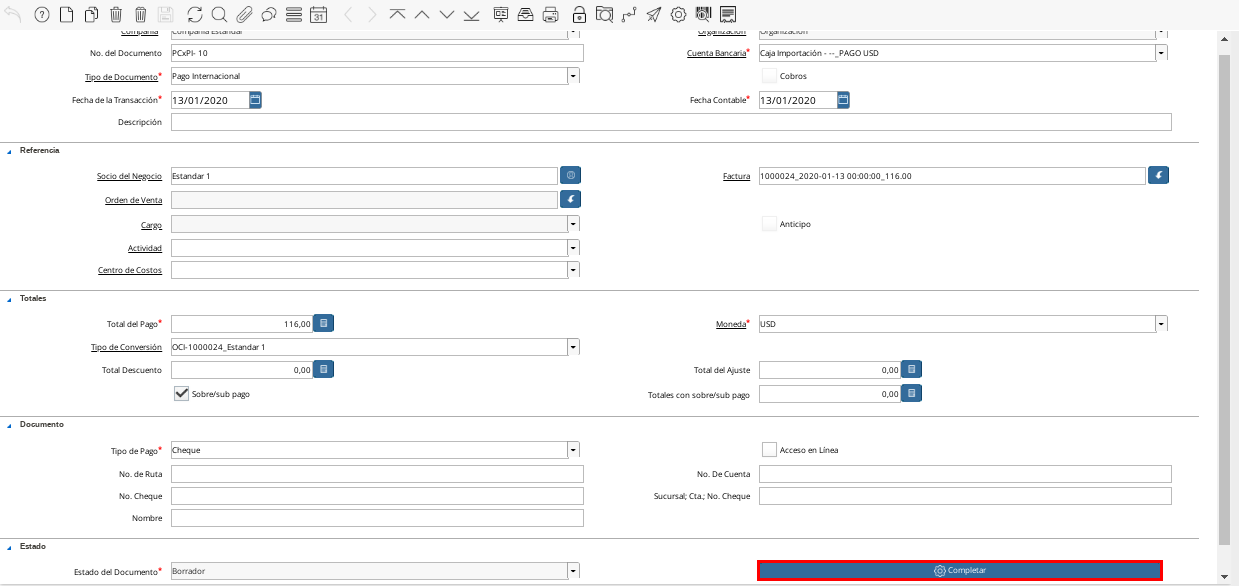 31
Compañía Compañía Estándar Organización Organización
No. del Documento PCxPI- 10 Cuenta Bancaria* Caja Importación - --_PAGO USD
Tipo de Documento* Pago Internacional Cobros
Fecha de la Transacción* 13/01/2020 Fecha Contable* 13/01/2020
Descripción
Referencia
Socio del Negocio Estandar 1 Factura 1000024_2020-01-13 00:00:00_116.00
Orden de Venta
Cargo Anticipo
Actividad
Centro de Costos
Totales
Total del Pago* 116,00 Moneda* USD
Tipo de Conversión OCI-1000024_Estandar 1
Total Descuento 0,00 Total del Ajuste 0,00
Sobre/sub pago Totales con sobre/sub pago 0,00
Documento
Tipo de Pago* Cheque Acceso en Línea
No. de Ruta No. De Cuenta
No. Cheque Sucursal; Cta.; No. Cheque
Nombre
Estado
Estado del Documento* Borrador Completar